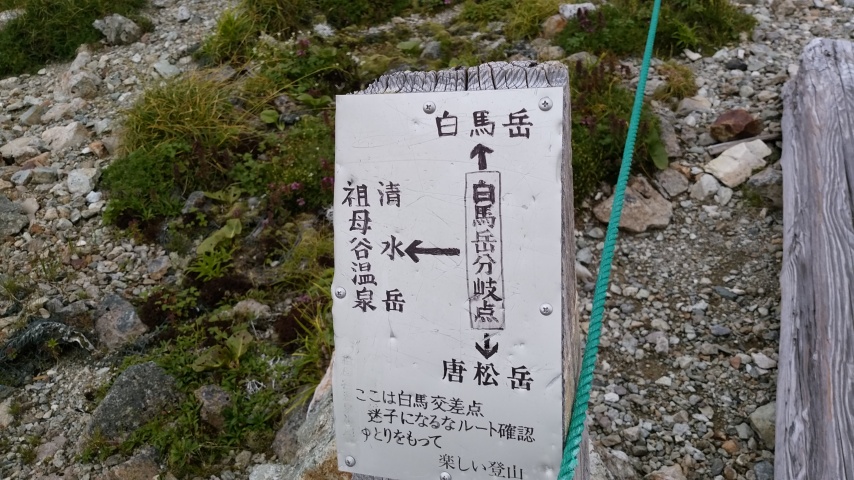 白馬岳
白馬岳分岐点
清水岳
祖母谷温泉
唐松岳
ここは白馬交差点
迷子になるなルート確認
ゆとりをもって
楽しい登山